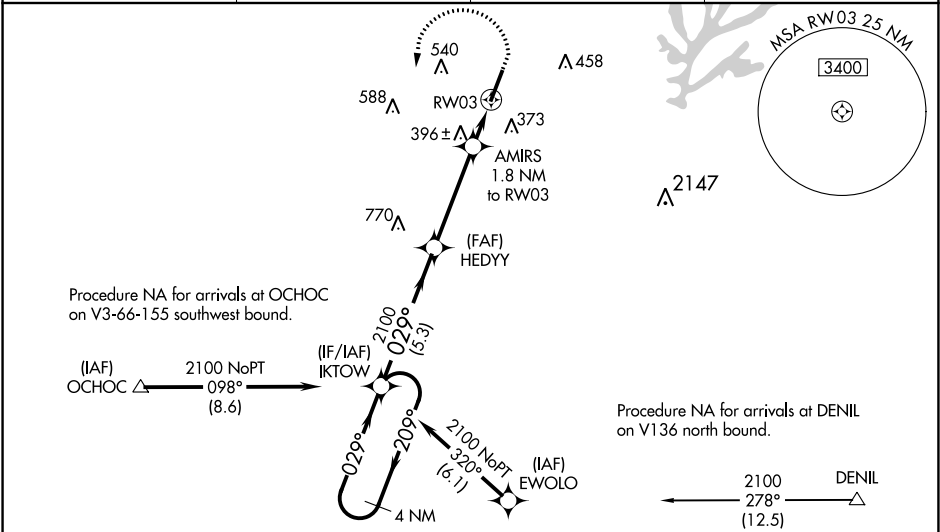 MSA RW03 25 NM
3400
540
458
588
RW03
396±
373
AMIRS
1.8 NM
to RW03
2147
770
(FAF)
HEDYY
Procedure NA for arrivals at OCHOC
on V3-66-155 southwest bound.
2100
029°
(5.3)
(IF/IAF)
IKTOW
(IAF)
OCHOC
2100 NoPT
098°
(8.6)
029°
209°
4 NM
2100 NoPT
320°
(6.1)
(IAF)
EWOLO
Procedure NA for arrivals at DENIL
on V136 north bound.
2100
278°
(12.5)
DENIL